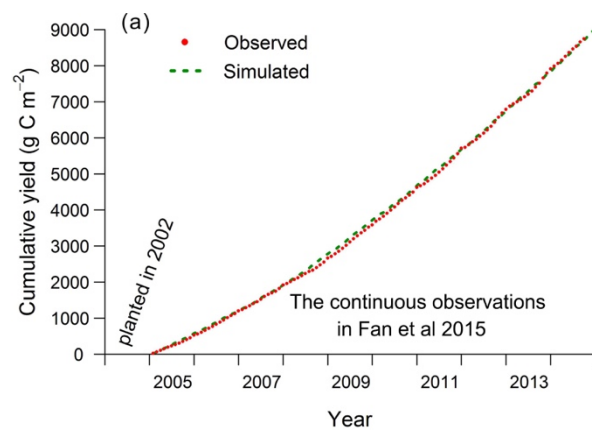 (a)
Observed
Simulated
Cumulative yield (g C m⁻²)
9000
8000
7000
6000
5000
4000
3000
2000
1000
0
planted in 2002
The continuous observations
in Fan et al 2015
2005 2007 2009 2011 2013
Year